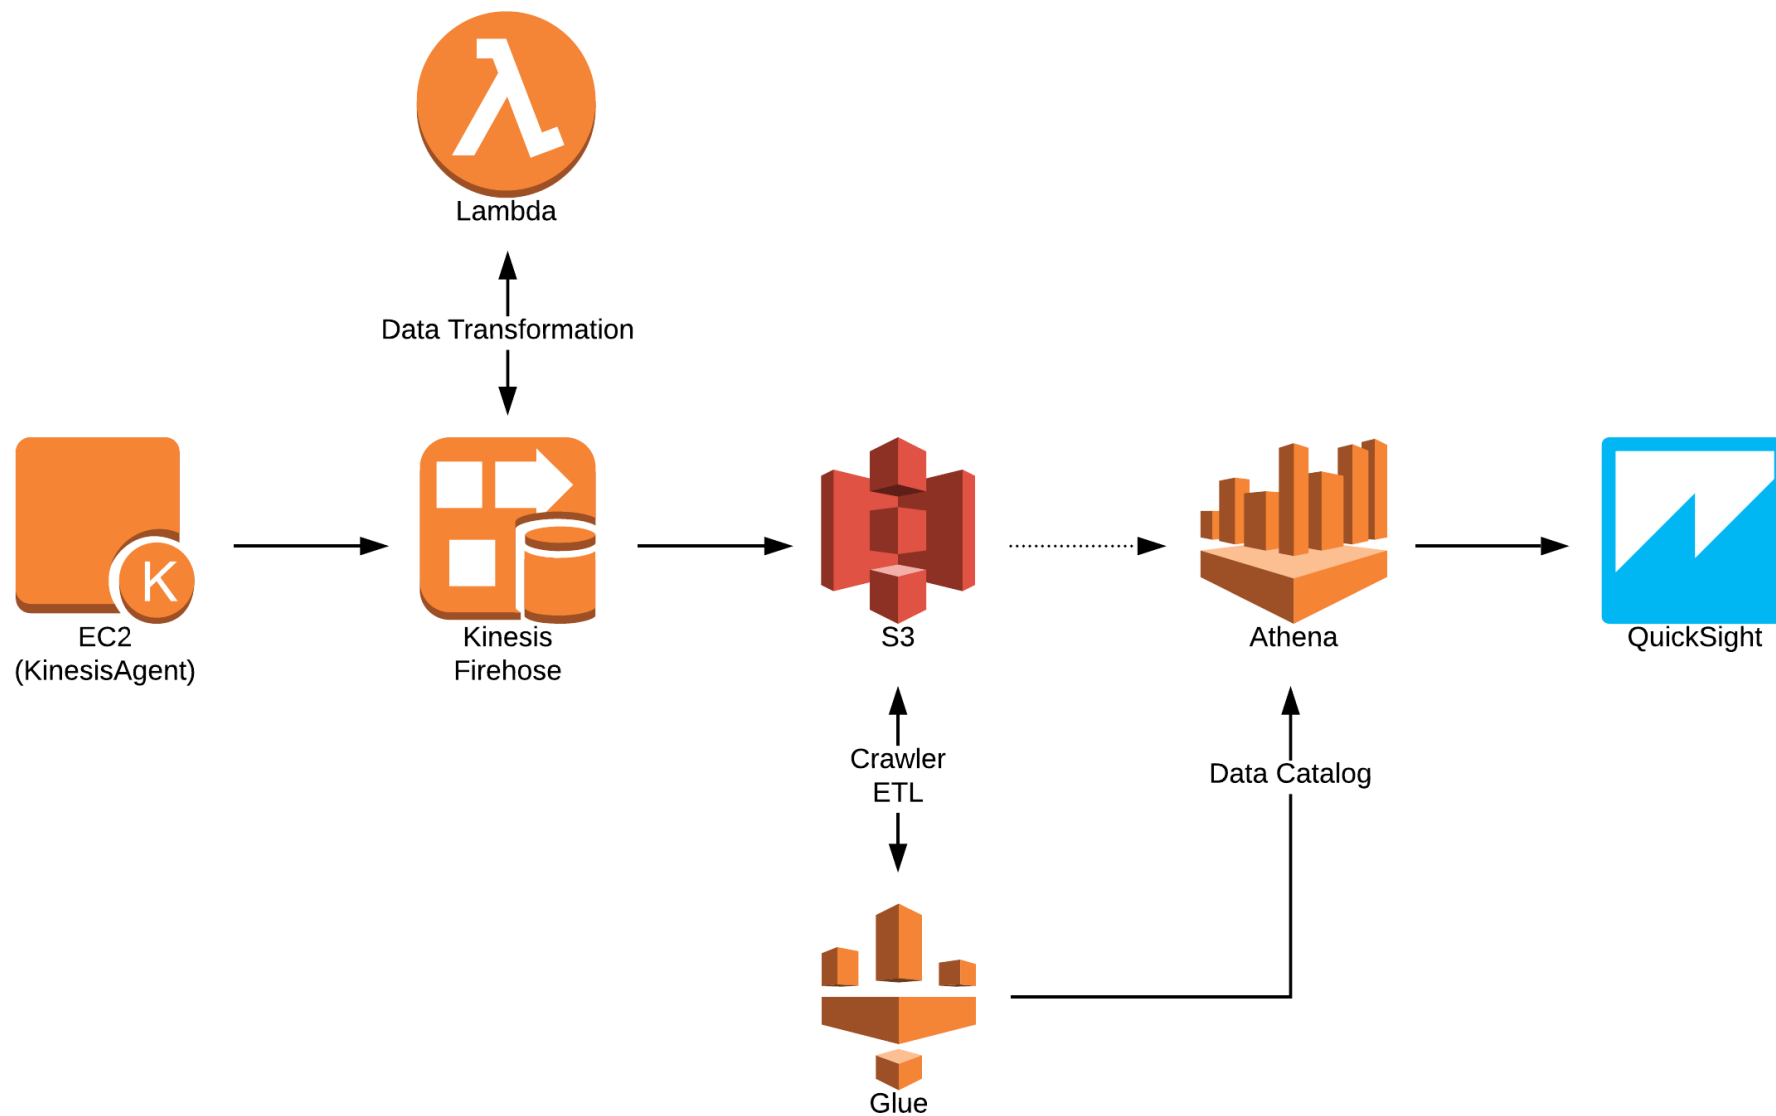 λ
Lambda
Data Transformation
K
EC2
(KinesisAgent)
Kinesis
Firehose
S3
Athena
QuickSight
Crawler
ETL
Data Catalog
Glue